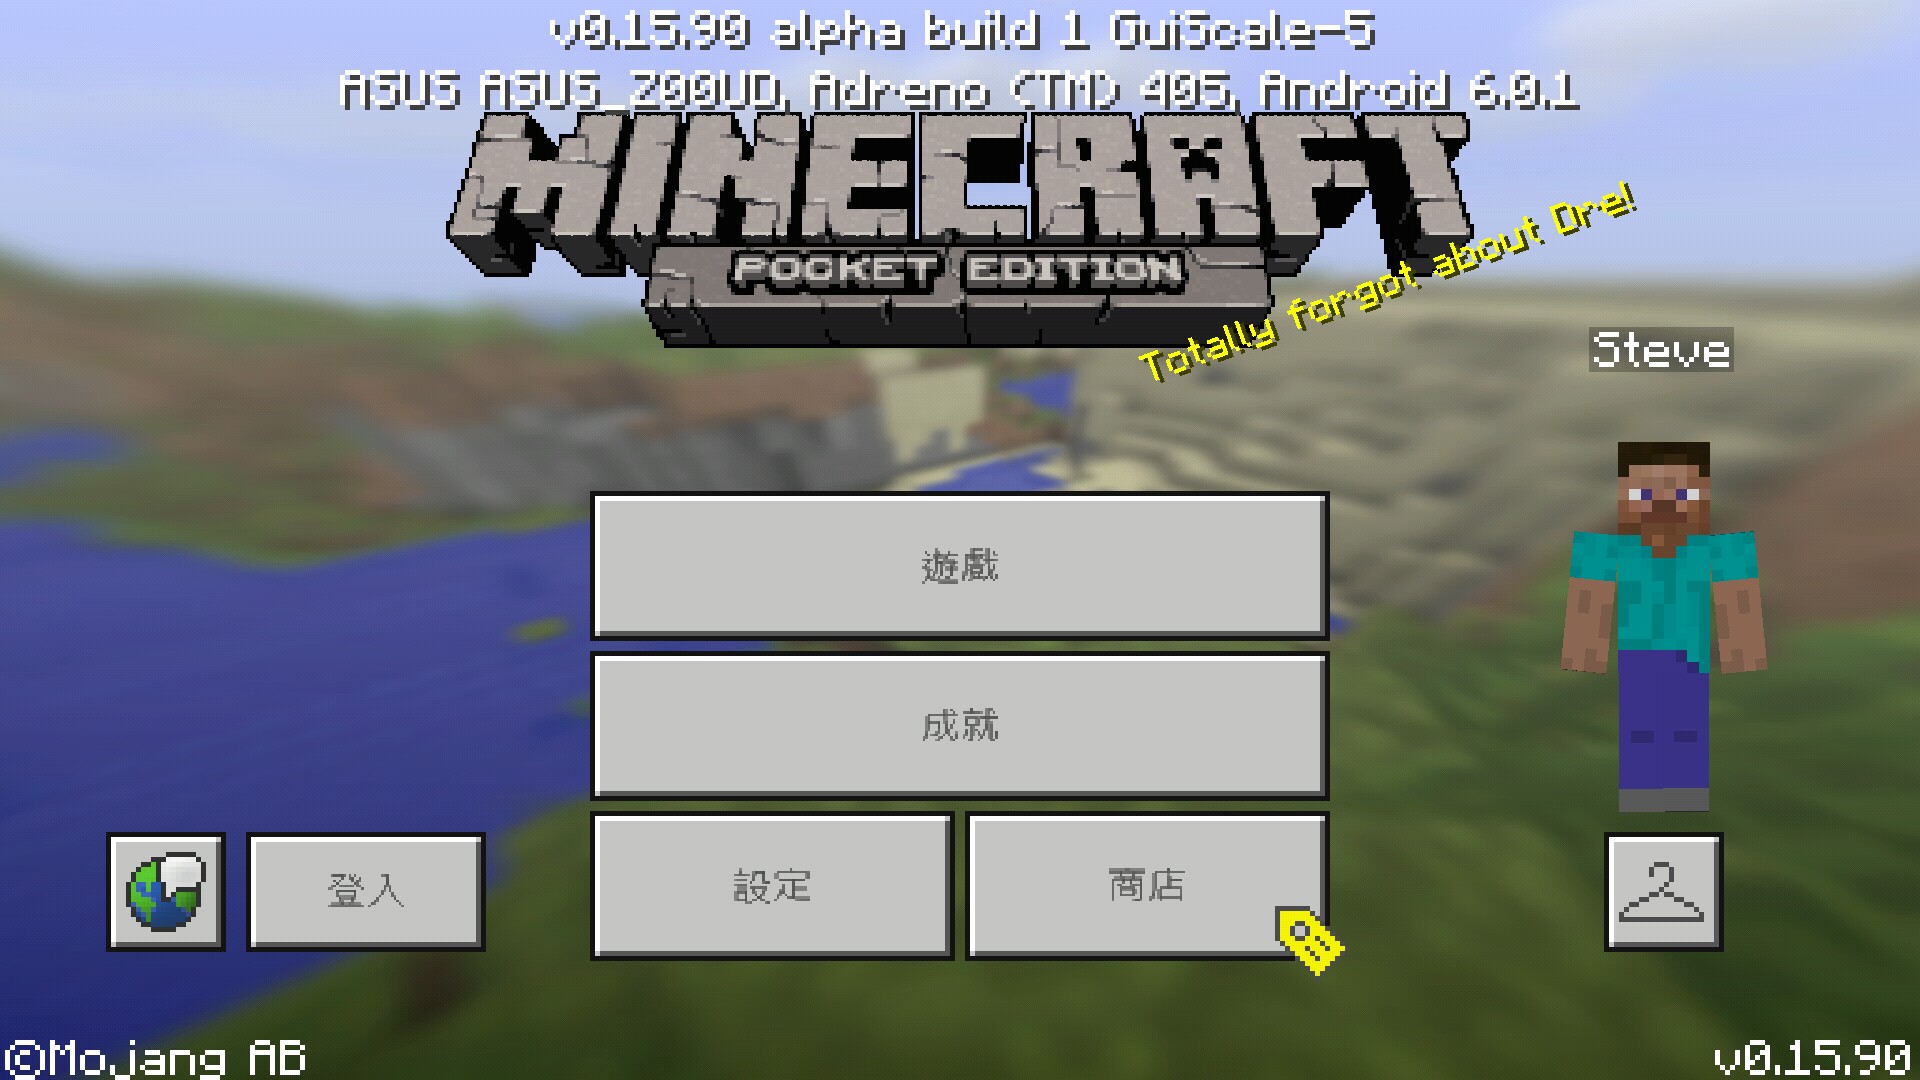 v0.15.90 alpha build 1 GuiScale-5
ASUS ASUS_Z00UD, Adreno (TM) 405, Android 6.0.1
MINECRAFT
POCKET EDITION
Totally forgot about Dre!
Steve
遊戲
成就
登入
設定
商店
©Mojang AB
v0.15.90